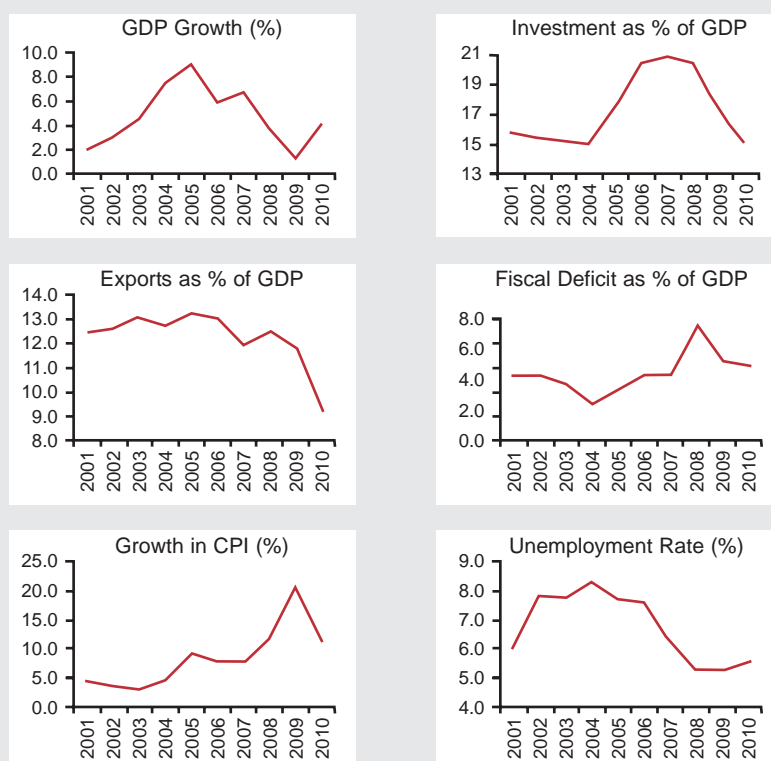 GDP Growth (%)
10.0
8.0
6.0
4.0
2.0
0.0
2001 2002 2003 2004 2005 2006 2007 2008 2009 2010
Investment as % of GDP
21
19
17
15
13
2001 2002 2003 2004 2005 2006 2007 2008 2009 2010
Exports as % of GDP
14.0
13.0
12.0
11.0
10.0
9.0
8.0
2001 2002 2003 2004 2005 2006 2007 2008 2009 2010
Fiscal Deficit as % of GDP
8.0
6.0
4.0
2.0
0.0
2001 2002 2003 2004 2005 2006 2007 2008 2009 2010
Growth in CPI (%)
25.0
20.0
15.0
10.0
5.0
0.0
2001 2002 2003 2004 2005 2006 2007 2008 2009 2010
Unemployment Rate (%)
9.0
8.0
7.0
6.0
5.0
4.0
2001 2002 2003 2004 2005 2006 2007 2008 2009 2010